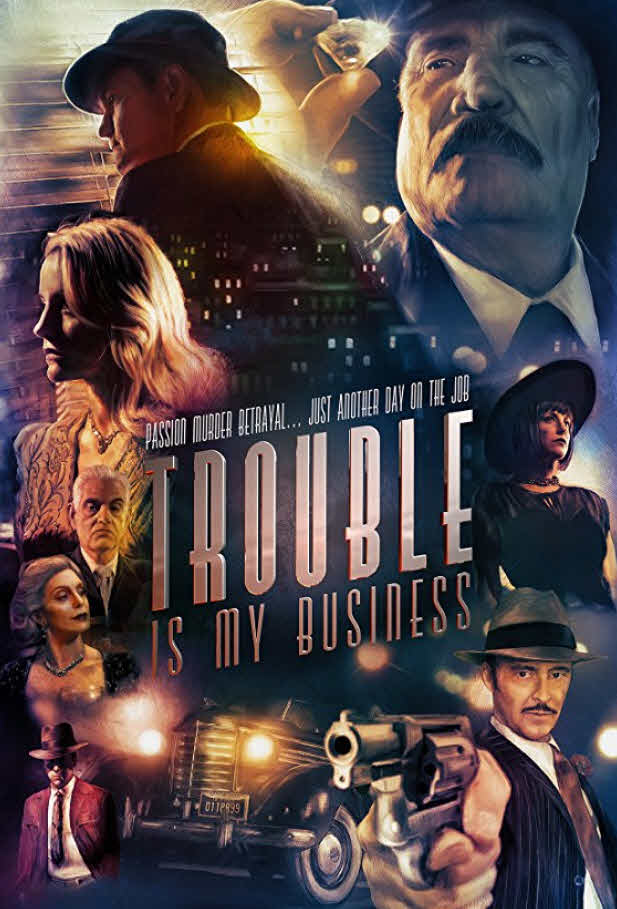 PASSION MURDER BETRAYAL... JUST ANOTHER DAY ON THE JOB
TROUBLE
IS MY BUSINESS